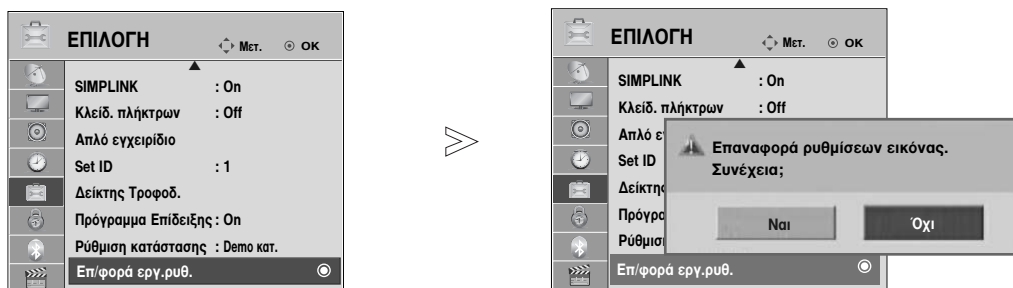 ΕΠΙΛΟΓΗ Μετ. OK
SIMPLINK : On
Κλείδ. πλήκτρων : Off
Απλό εγχειρίδιο
Set ID : 1
Δείκτης Τροφοδ.
Πρόγραμμα Επίδειξης : On
Ρύθμιση κατάστασης : Demo κατ.
Επ/φορά εργ.ρυθ.
ΕΠΙΛΟΓΗ Μετ. OK
SIMPLINK : On
Κλείδ. πλήκτρων : Off
Απλό ε
Set ID
Δείκτη
Πρόγρα
Ρύθμισ
Επ/φορά εργ.ρυθ.
Επαναφορά ρυθμίσεων εικόνας.
Συνέχεια;
Ναι Όχι